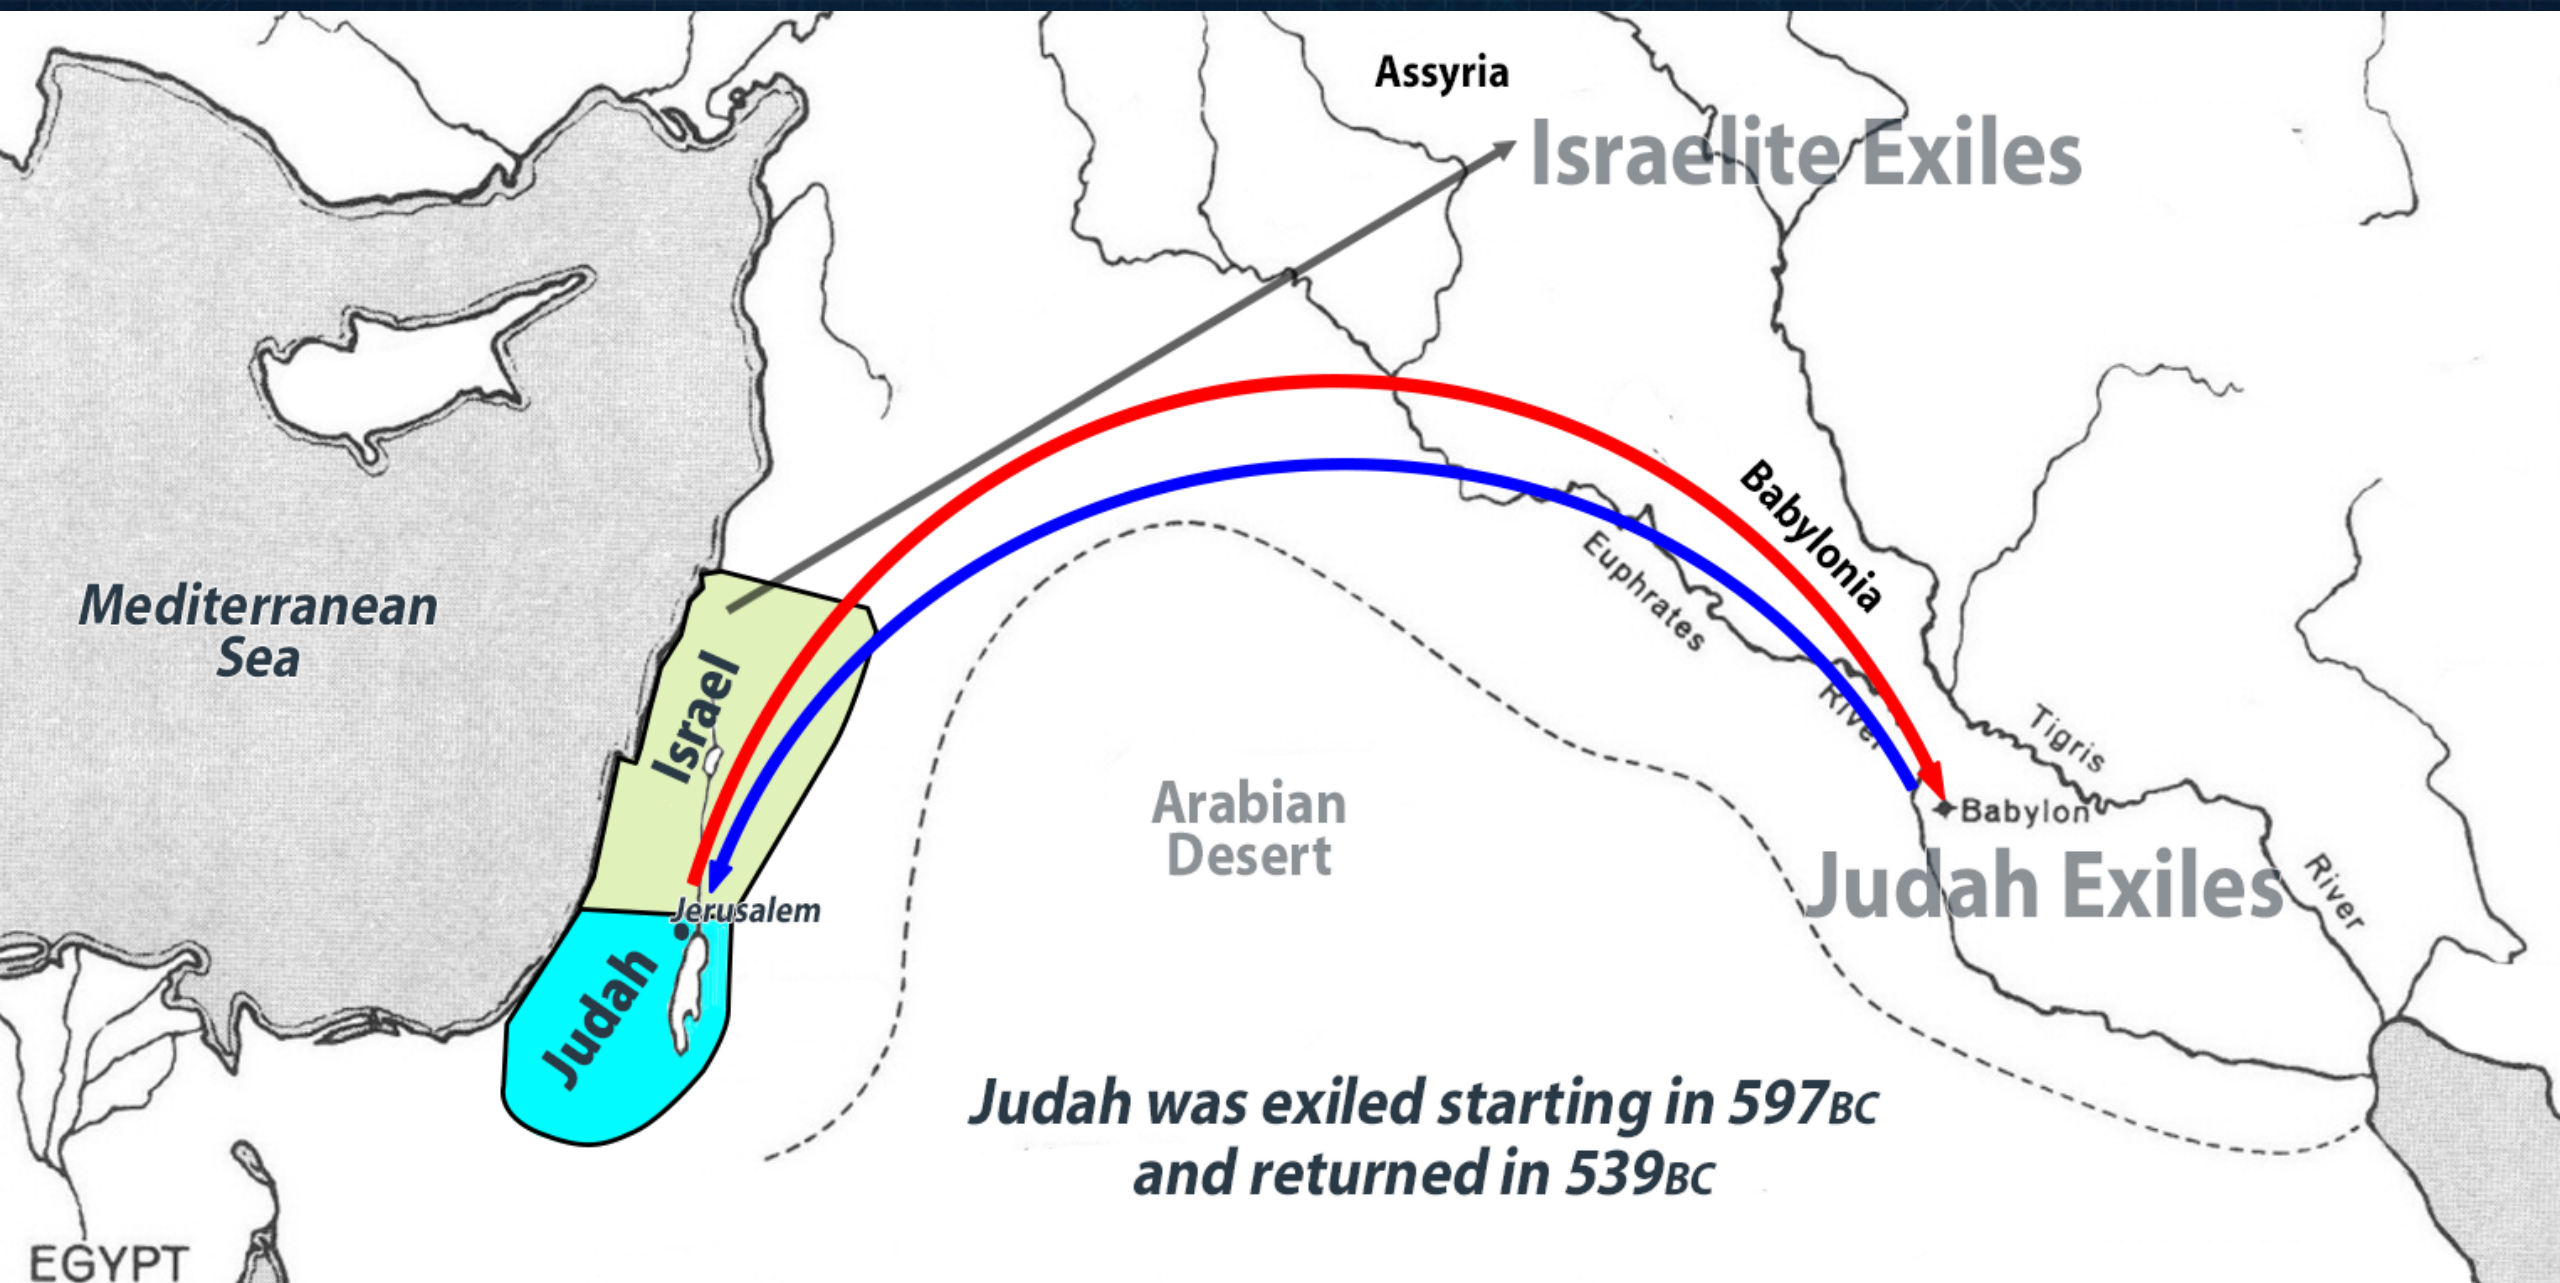 Assyria
Israelite Exiles
Mediterranean
Sea
Babylonia
Euphrates
River
Israel
Tigris
River
Arabian
Desert
Babylon
Judah Exiles
Jerusalem
Judah
Judah was exiled starting in 597BC
and returned in 539BC
EGYPT